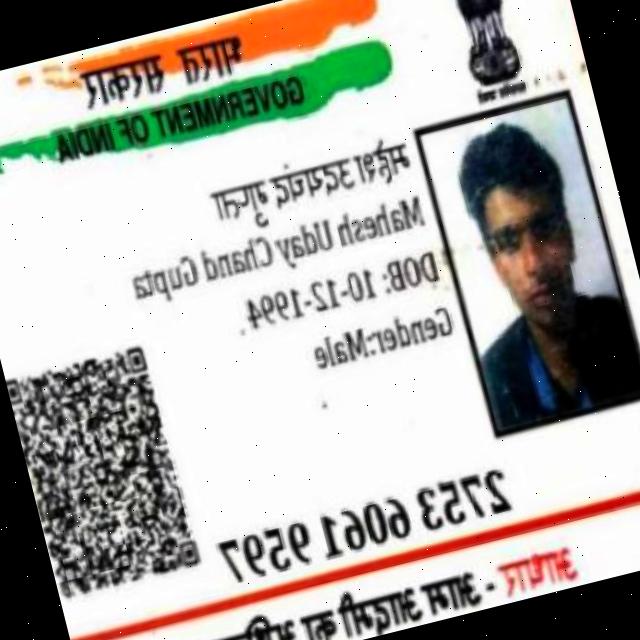 भारत सरकार
GOVERNMENT OF INDIA
महेश उदयचंद गुप्ता
Mahesh Uday Chand Gupta
DOB: 10-12-1994
Gender:Male
2753 6061 9597
आधार - आम आदमी का